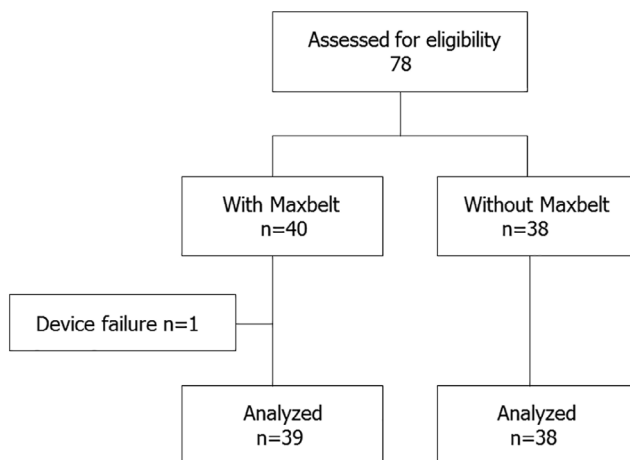 Assessed for eligibility
78
With Maxbelt
n=40
Without Maxbelt
n=38
Device failure n=1
Analyzed
n=39
Analyzed
n=38